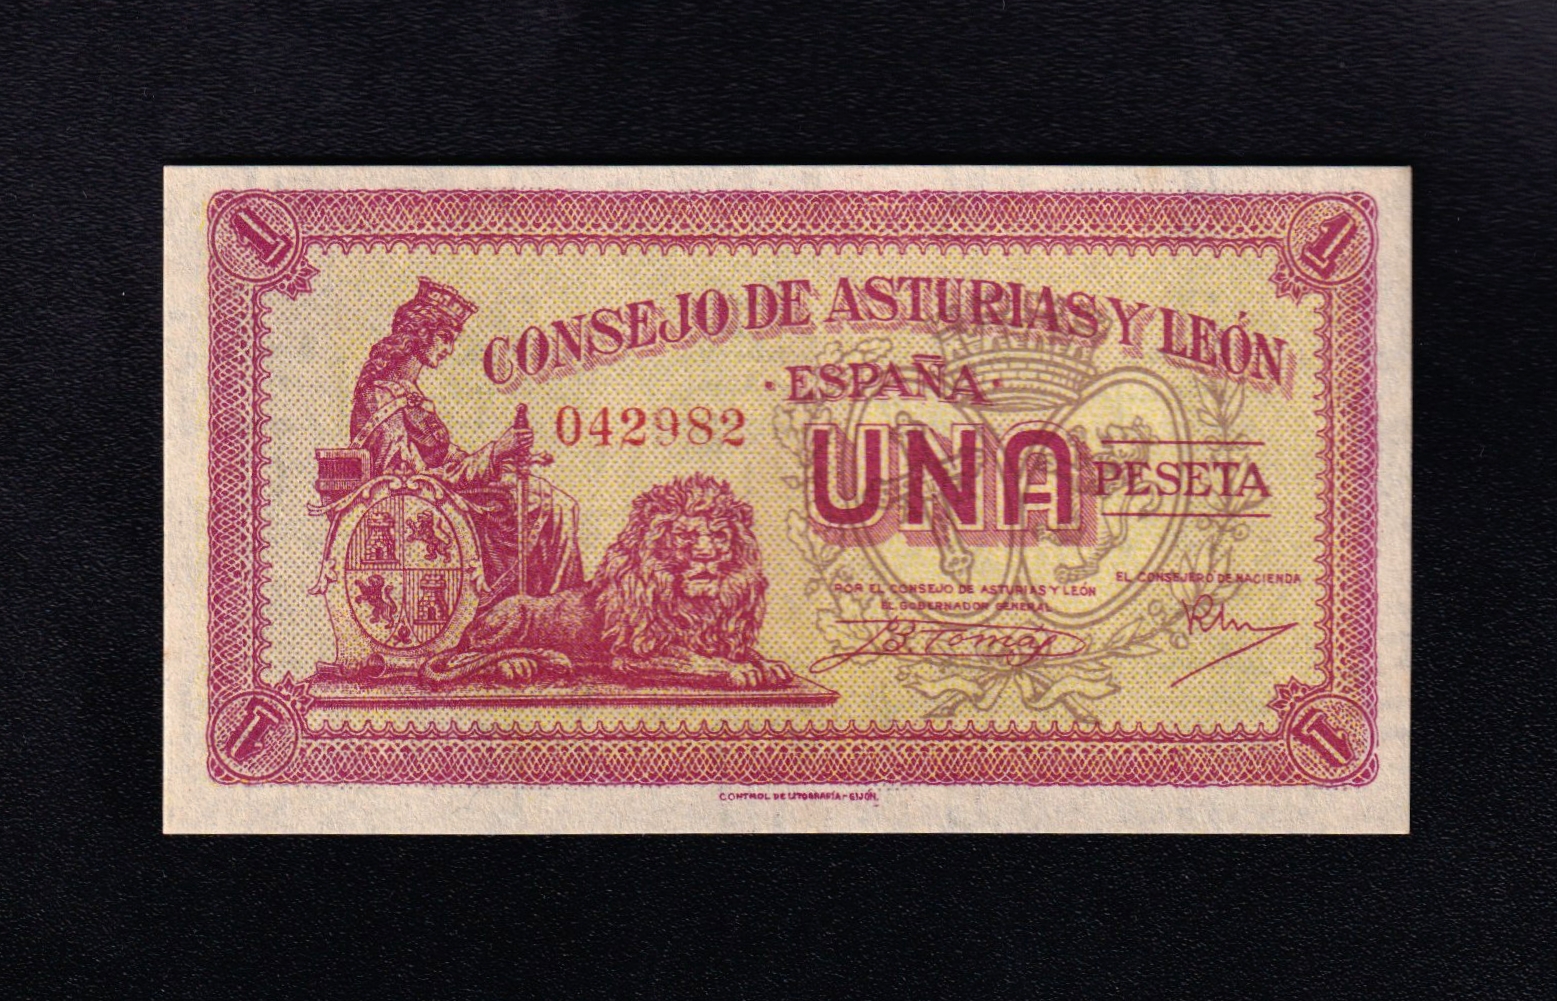 1 1
CONSEJO DE ASTURIAS Y LEÓN
· ESPAÑA ·
042982
UNA PESETA
POR EL CONSEJO DE ASTURIAS Y LEÓN
EL GOBERNADOR GENERAL
EL CONSEJERO DE HACIENDA
B. Tomas
1 1
CONTROL DE LITOGRAFÍA-GIJÓN.